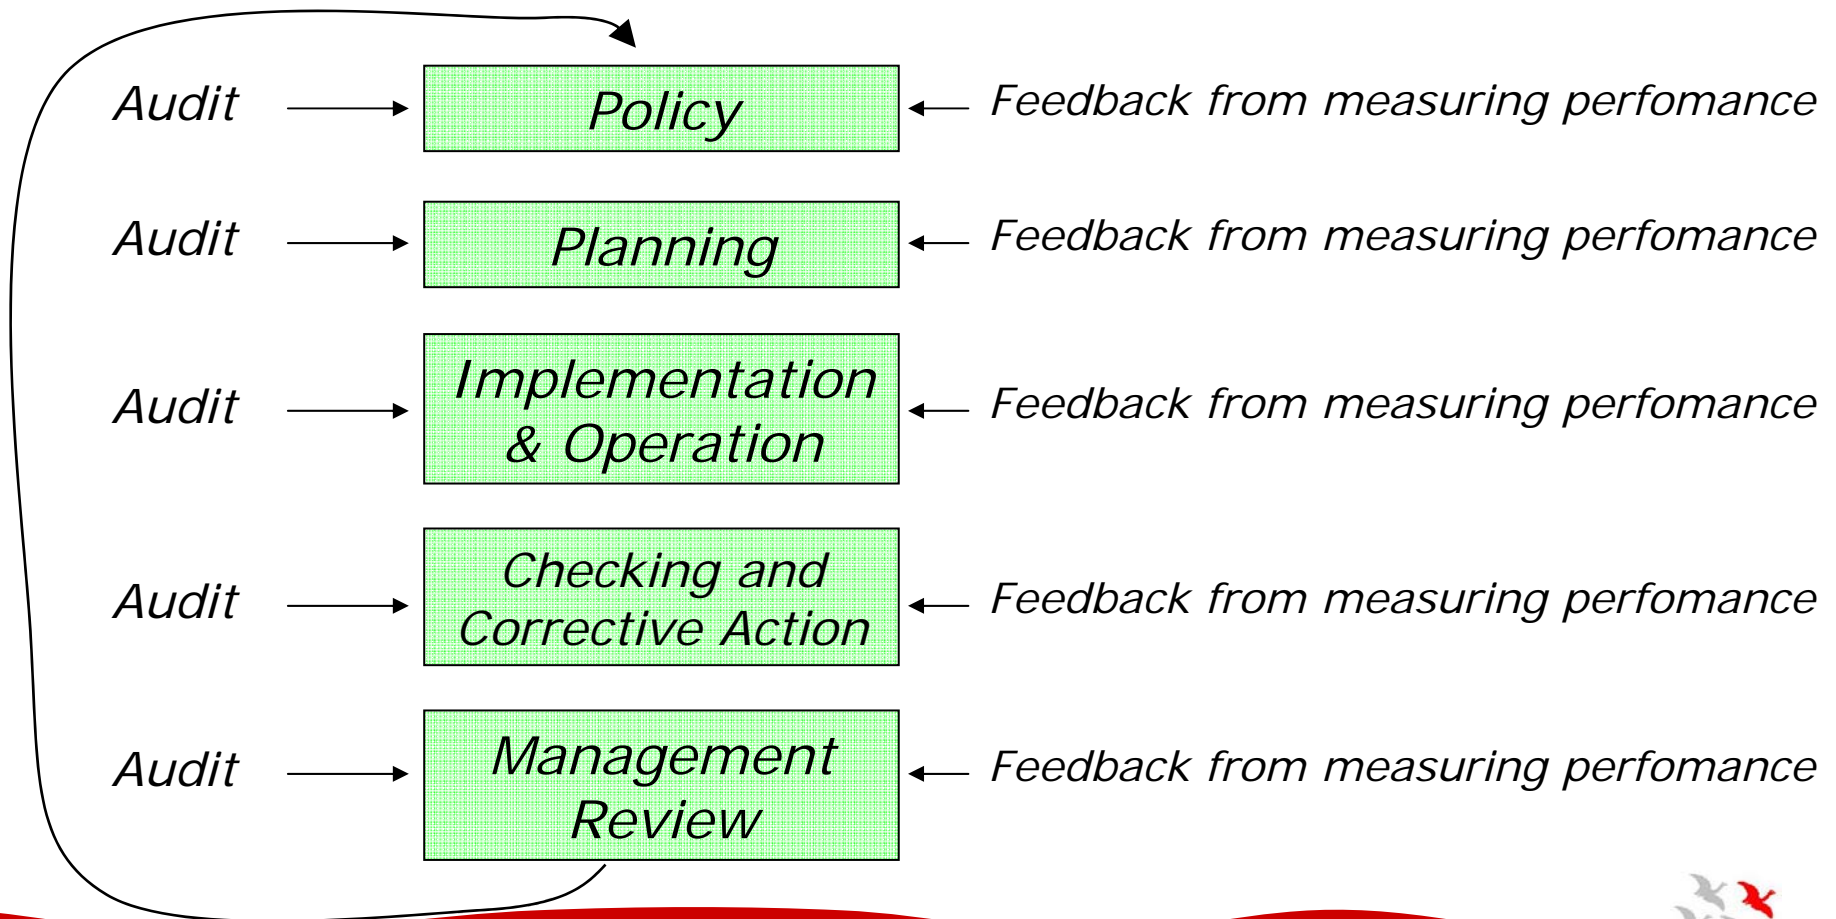 Audit Policy Feedback from measuring perfomance
Audit Planning Feedback from measuring perfomance
Audit Implementation Feedback from measuring perfomance
& Operation
Audit Checking and Feedback from measuring perfomance
Corrective Action
Audit Management Feedback from measuring perfomance
Review